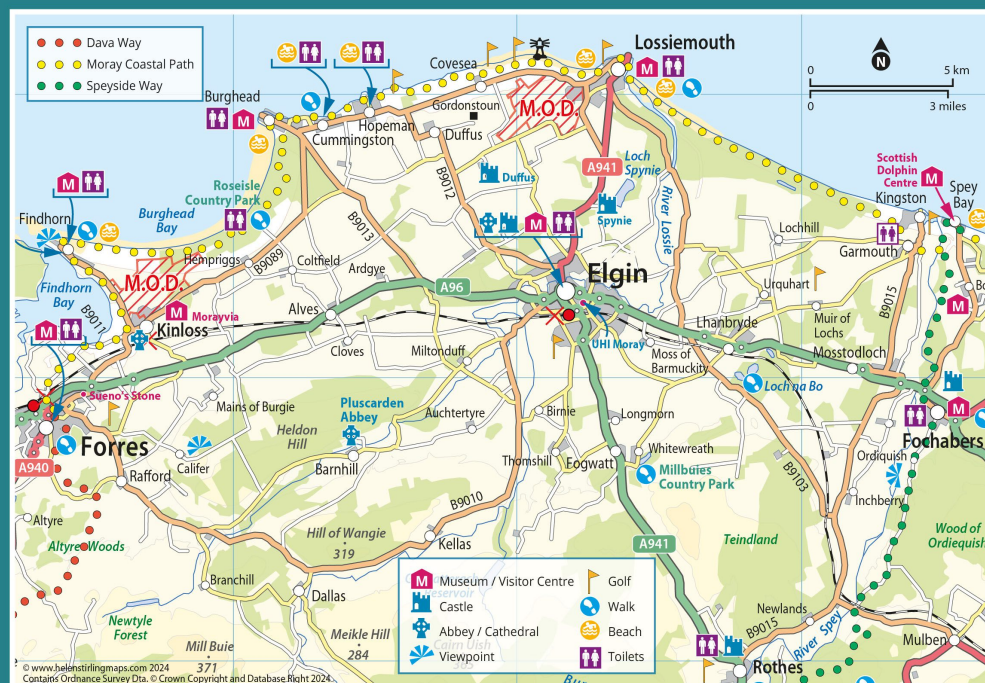 Dava Way
Moray Coastal Path
Speyside Way
Lossiemouth
M
0
5 km
N
0
3 miles
Covesea
Burghead
M
Gordonstoun
M.O.D.
Hopeman
Cummingston
Duffus
A941
Loch
Spynie
Scottish
Dolphin
Centre
M
Kingston
Spey
Bay
Duffus
B9012
M
Roseisle
Country Park
Spynie
River Lossie
Findhorn
Burghead
Bay
M
B9013
Lochhill
Garmouth
Hempriggs
B9089
Coltfield
Ardgye
Elgin
M.O.D.
Findhorn
Bay
A96
Urquhart
B9015
M
M
Morayvia
B9011
M
Kinloss
Alves
Lhanbryde
Muir of
Lochs
UHI Moray
Cloves
Miltonduff
Moss of
Barmuckity
Mosstodloch
Loch na Bo
Sueno's Stone
Mains of Burgie
Pluscarden
Abbey
Auchtertyre
Birnie
Longmorn
M
Heldon
Hill
Forres
Fochabers
Califer
Barnhill
Thomshill
Fogwatt
Whitewreath
Millbuies
Country Park
Ordiquish
A940
Rafford
B9103
Inchberry
B9010
Altyre
Altyre Woods
Hill of Wangie
319
Kellas
A941
Teindland
Wood of
Ordiequish
Branchill
Dallas
Newtyle
Forest
Mill Buie
371
Meikle Hill
284
M
Museum / Visitor Centre
Golf
Castle
Walk
Abbey / Cathedral
Beach
Viewpoint
Toilets
Reservoir
Cairn Uish
365
Newlands
B9015
River Spey
Mulben
Rothes
© www.helenstirlingmaps.com 2024
Contains Ordnance Survey Dta. © Crown Copyright and Database Right 2024